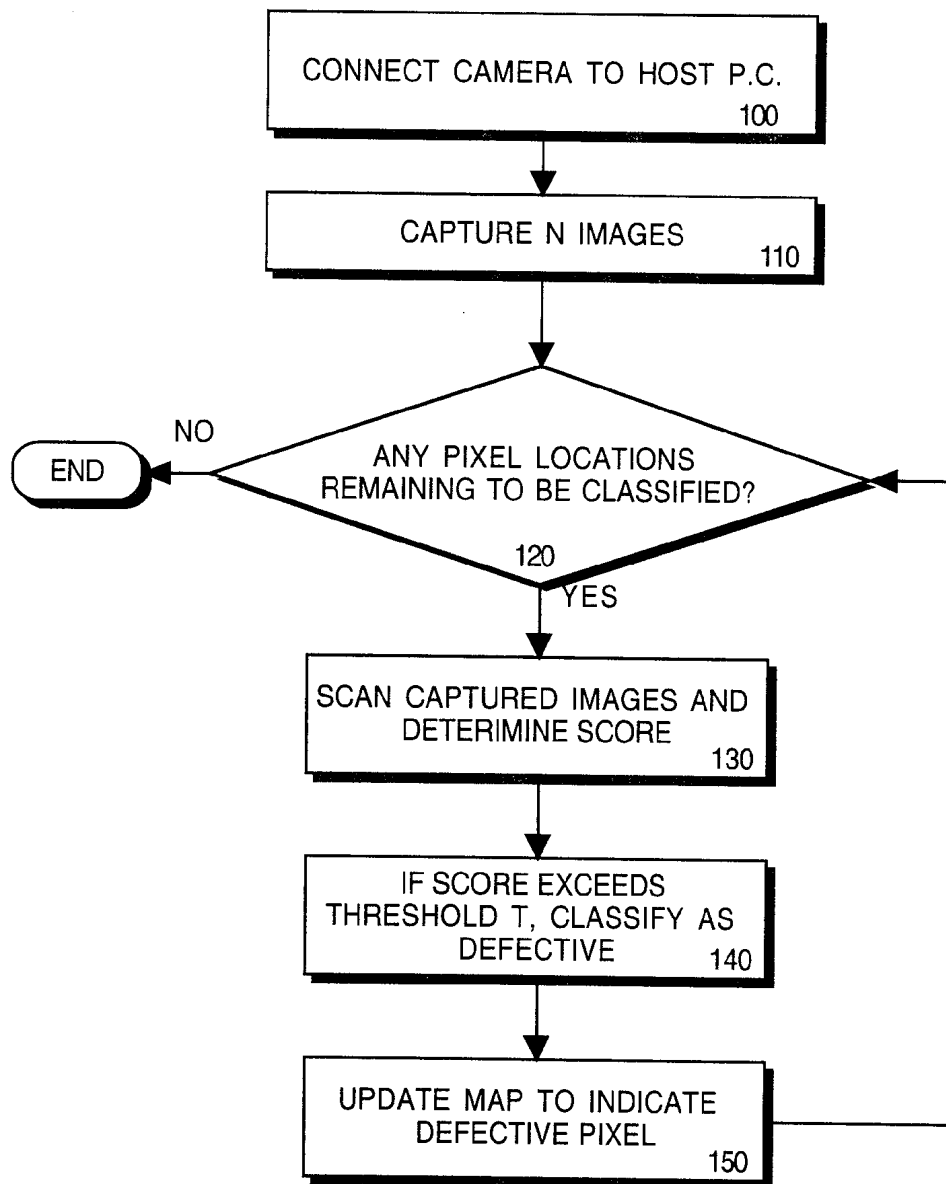 CONNECT CAMERA TO HOST P.C.
100
CAPTURE N IMAGES
110
NO
END
ANY PIXEL LOCATIONS
REMAINING TO BE CLASSIFIED?
120
YES
SCAN CAPTURED IMAGES AND
DETERIMINE SCORE
130
IF SCORE EXCEEDS
THRESHOLD T, CLASSIFY AS
DEFECTIVE
140
UPDATE MAP TO INDICATE
DEFECTIVE PIXEL
150